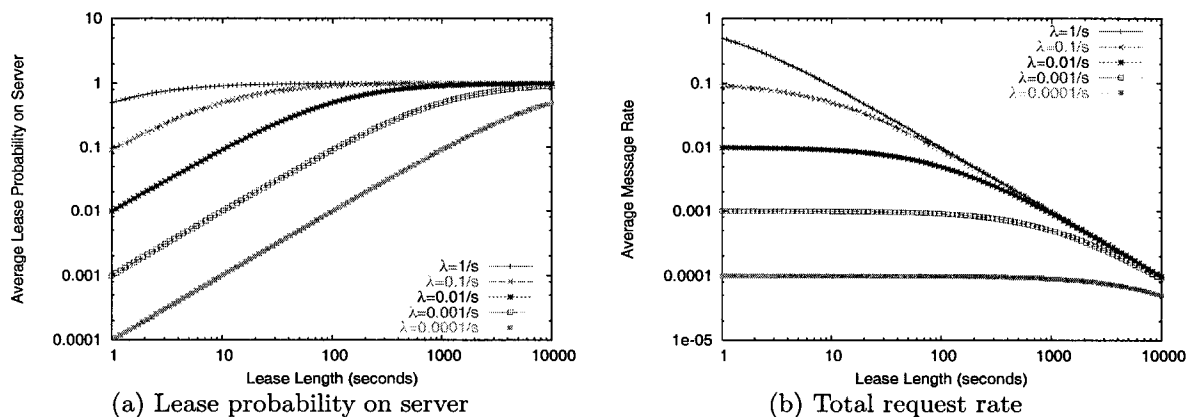 10
1
0.1
0.01
0.001
0.0001
Average Lease Probability on Server
λ=1/s
λ=0.1/s
λ=0.01/s
λ=0.001/s
λ=0.0001/s
1 10 100 1000 10000
Lease Length (seconds)
(a) Lease probability on server
1
0.1
0.01
0.001
0.0001
1e-05
Average Message Rate
λ=1/s
λ=0.1/s
λ=0.01/s
λ=0.001/s
λ=0.0001/s
1 10 100 1000 10000
Lease Length (seconds)
(b) Total request rate